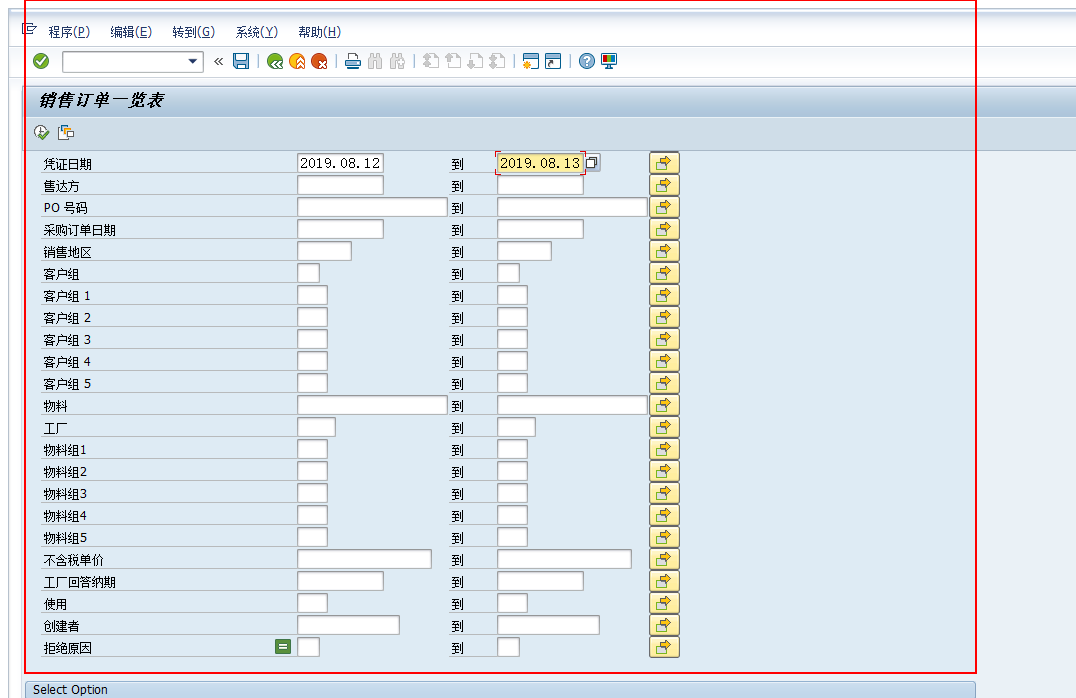 程序(P) 编辑(E) 转到(G) 系统(Y) 帮助(H)
销售订单一览表
凭证日期 2019.08.12 到 2019.08.13
售达方 到
PO 号码 到
采购订单日期 到
销售地区 到
客户组 到
客户组 1 到
客户组 2 到
客户组 3 到
客户组 4 到
客户组 5 到
物料 到
工厂 到
物料组1 到
物料组2 到
物料组3 到
物料组4 到
物料组5 到
不含税单价 到
工厂回答纳期 到
使用 到
创建者 到
拒绝原因 到
Select Option